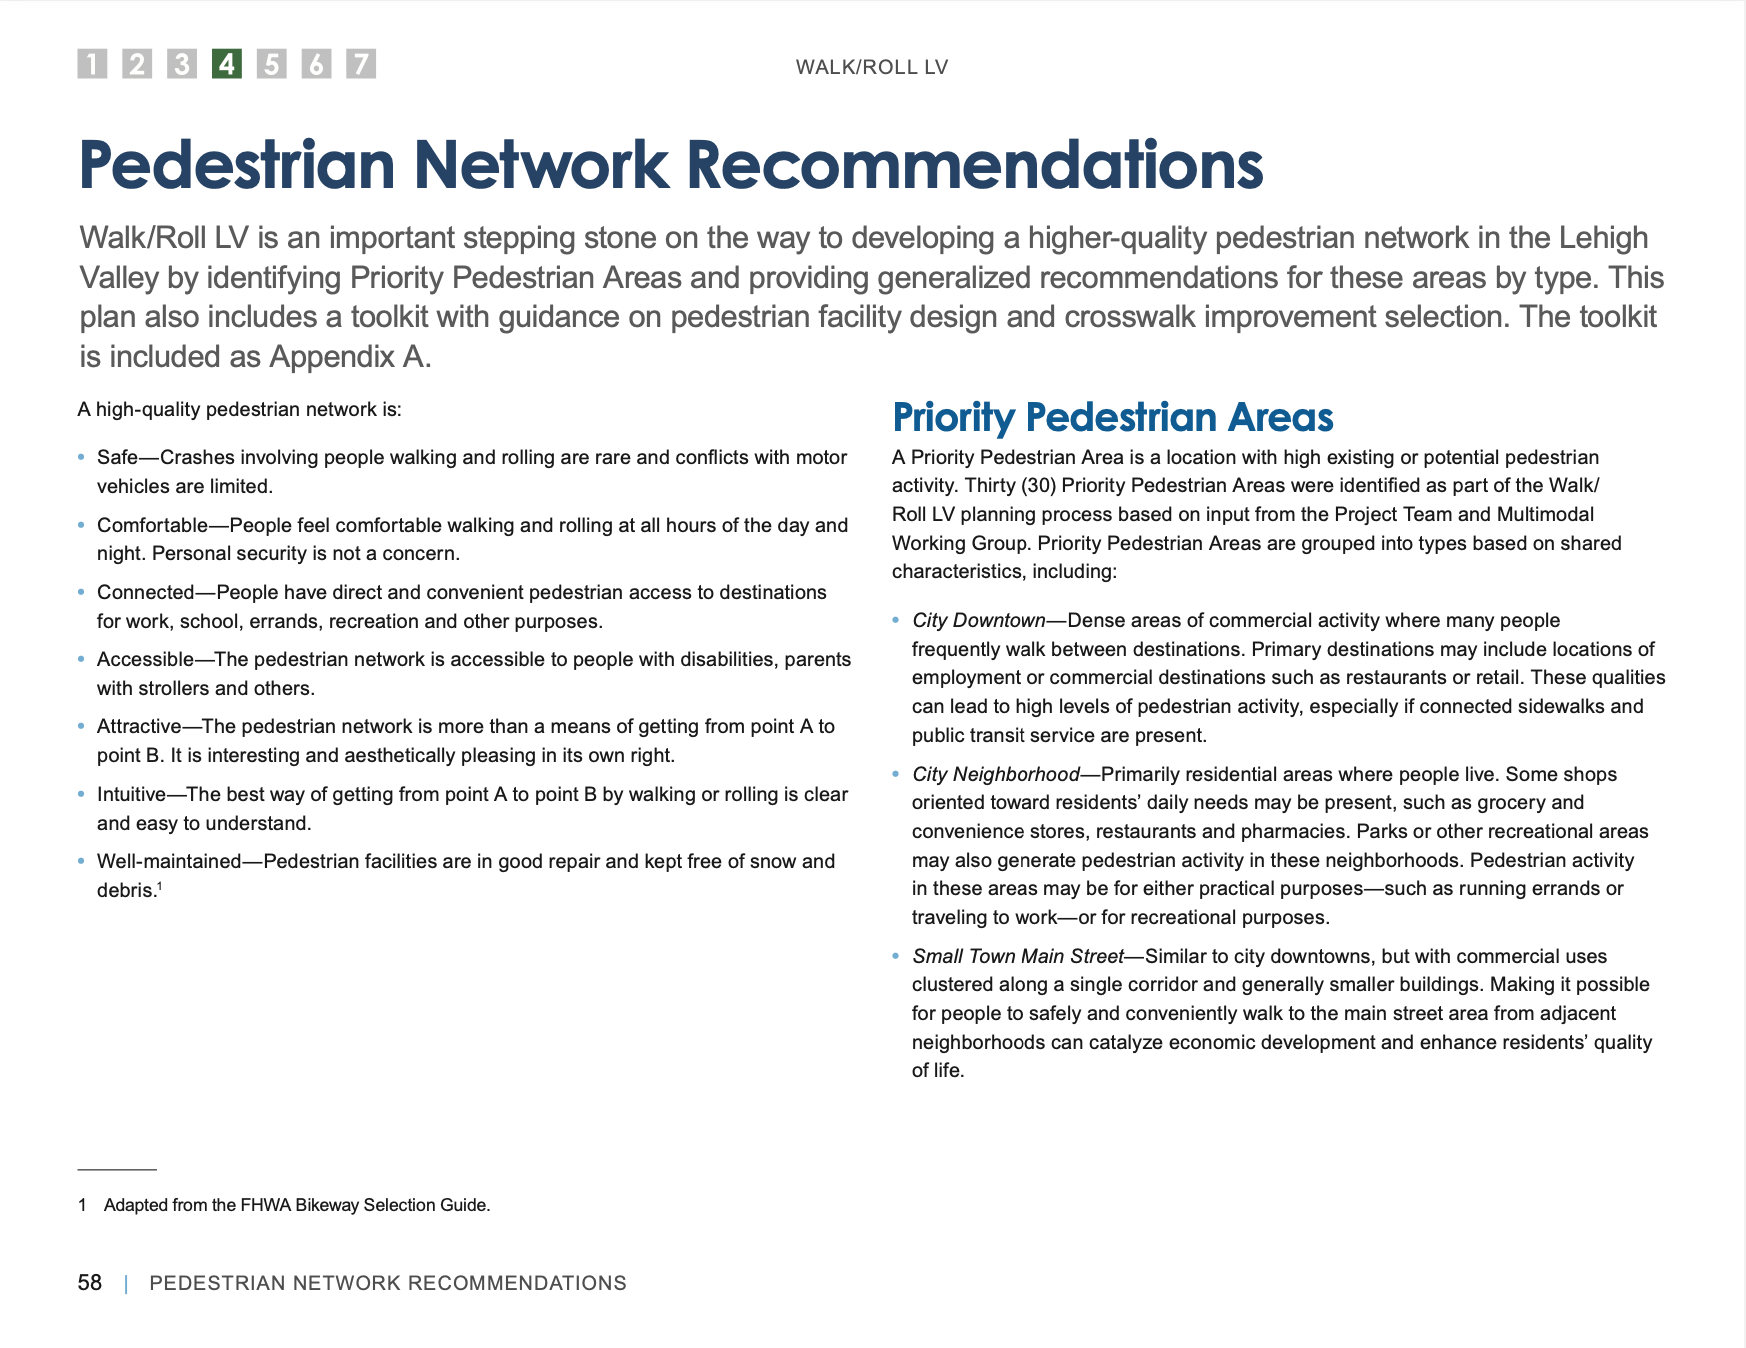 1 2 3 4 5 6 7
WALK/ROLL LV
Pedestrian Network Recommendations
Walk/Roll LV is an important stepping stone on the way to developing a higher-quality pedestrian network in the Lehigh
Valley by identifying Priority Pedestrian Areas and providing generalized recommendations for these areas by type. This
plan also includes a toolkit with guidance on pedestrian facility design and crosswalk improvement selection. The toolkit
is included as Appendix A.
A high-quality pedestrian network is:
• Safe—Crashes involving people walking and rolling are rare and conflicts with motor
vehicles are limited.
• Comfortable—People feel comfortable walking and rolling at all hours of the day and
night. Personal security is not a concern.
• Connected—People have direct and convenient pedestrian access to destinations
for work, school, errands, recreation and other purposes.
• Accessible—The pedestrian network is accessible to people with disabilities, parents
with strollers and others.
• Attractive—The pedestrian network is more than a means of getting from point A to
point B. It is interesting and aesthetically pleasing in its own right.
• Intuitive—The best way of getting from point A to point B by walking or rolling is clear
and easy to understand.
• Well-maintained—Pedestrian facilities are in good repair and kept free of snow and
debris.¹
Priority Pedestrian Areas
A Priority Pedestrian Area is a location with high existing or potential pedestrian
activity. Thirty (30) Priority Pedestrian Areas were identified as part of the Walk/
Roll LV planning process based on input from the Project Team and Multimodal
Working Group. Priority Pedestrian Areas are grouped into types based on shared
characteristics, including:
• City Downtown—Dense areas of commercial activity where many people
frequently walk between destinations. Primary destinations may include locations of
employment or commercial destinations such as restaurants or retail. These qualities
can lead to high levels of pedestrian activity, especially if connected sidewalks and
public transit service are present.
• City Neighborhood—Primarily residential areas where people live. Some shops
oriented toward residents’ daily needs may be present, such as grocery and
convenience stores, restaurants and pharmacies. Parks or other recreational areas
may also generate pedestrian activity in these neighborhoods. Pedestrian activity
in these areas may be for either practical purposes—such as running errands or
traveling to work—or for recreational purposes.
• Small Town Main Street—Similar to city downtowns, but with commercial uses
clustered along a single corridor and generally smaller buildings. Making it possible
for people to safely and conveniently walk to the main street area from adjacent
neighborhoods can catalyze economic development and enhance residents’ quality
of life.
1 Adapted from the FHWA Bikeway Selection Guide.
58 | PEDESTRIAN NETWORK RECOMMENDATIONS